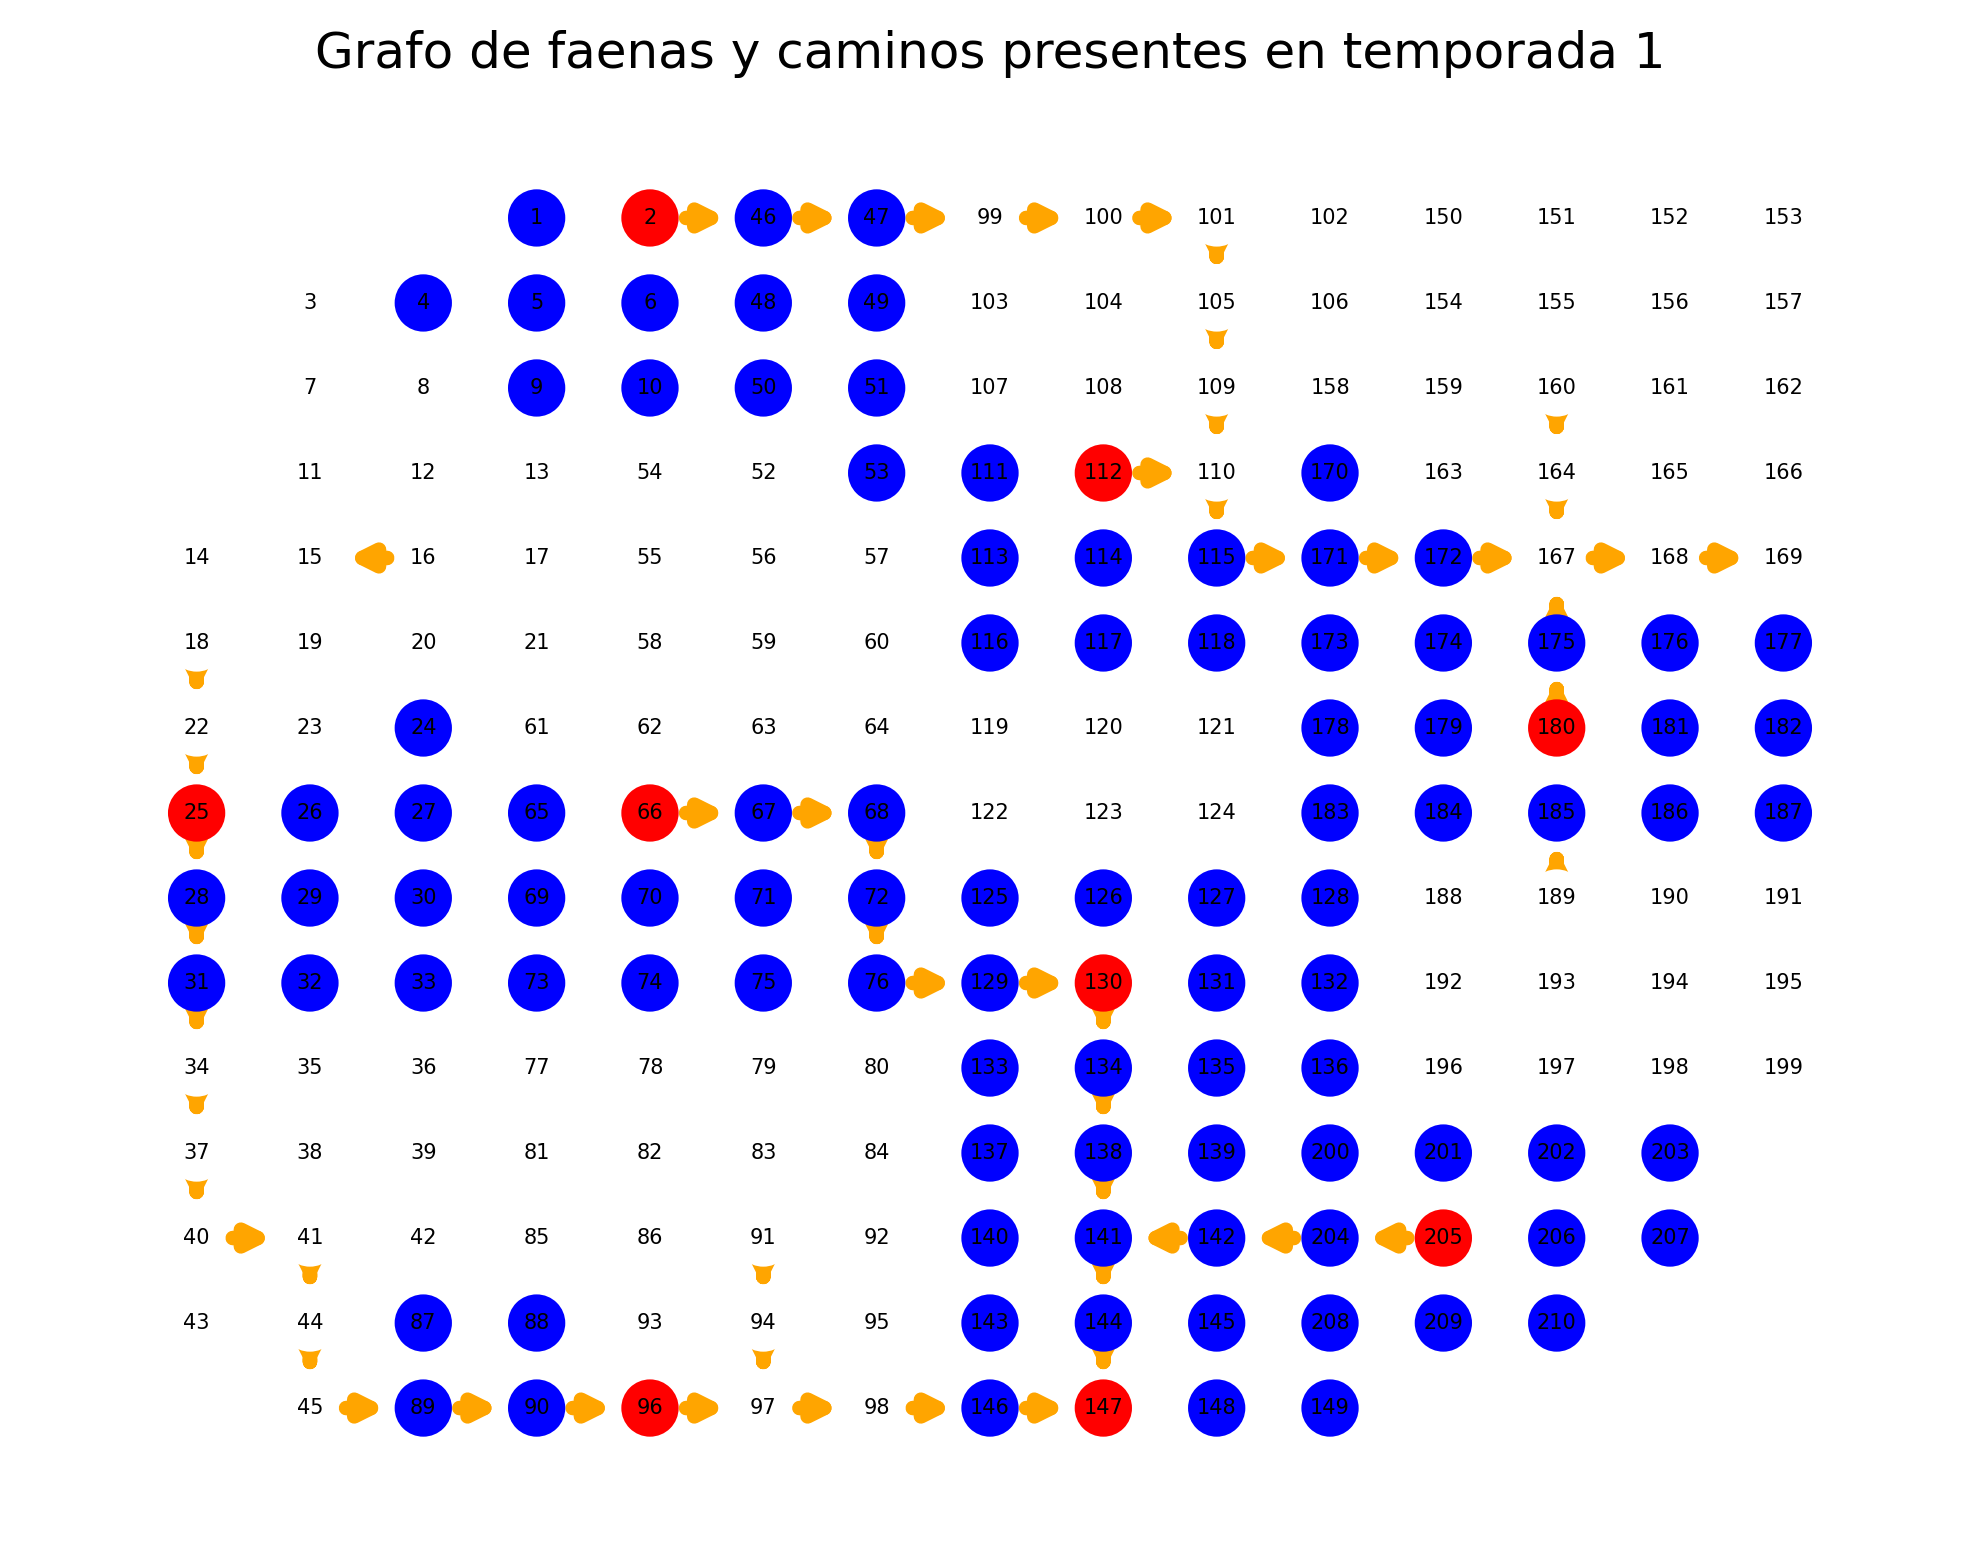 Grafo de faenas y caminos presentes en temporada 1
1 2 46 47 99 100 101 102 150 151 152 153
3 4 5 6 48 49 103 104 105 106 154 155 156 157
7 8 9 10 50 51 107 108 109 158 159 160 161 162
11 12 13 54 52 53 111 112 110 170 163 164 165 166
14 15 16 17 55 56 57 113 114 115 171 172 167 168 169
18 19 20 21 58 59 60 116 117 118 173 174 175 176 177
22 23 24 61 62 63 64 119 120 121 178 179 180 181 182
25 26 27 65 66 67 68 122 123 124 183 184 185 186 187
28 29 30 69 70 71 72 125 126 127 128 188 189 190 191
31 32 33 73 74 75 76 129 130 131 132 192 193 194 195
34 35 36 77 78 79 80 133 134 135 136 196 197 198 199
37 38 39 81 82 83 84 137 138 139 200 201 202 203
40 41 42 85 86 91 92 140 141 142 204 205 206 207
43 44 87 88 93 94 95 143 144 145 208 209 210
45 89 90 96 97 98 146 147 148 149